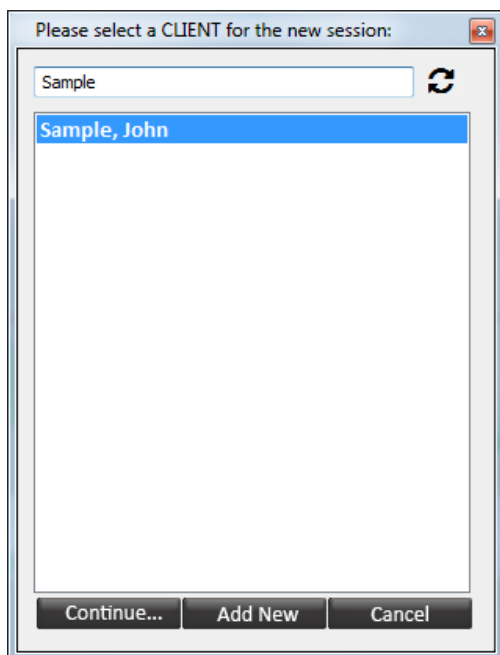 Please select a CLIENT for the new session:
Sample
Sample, John
Continue... Add New Cancel